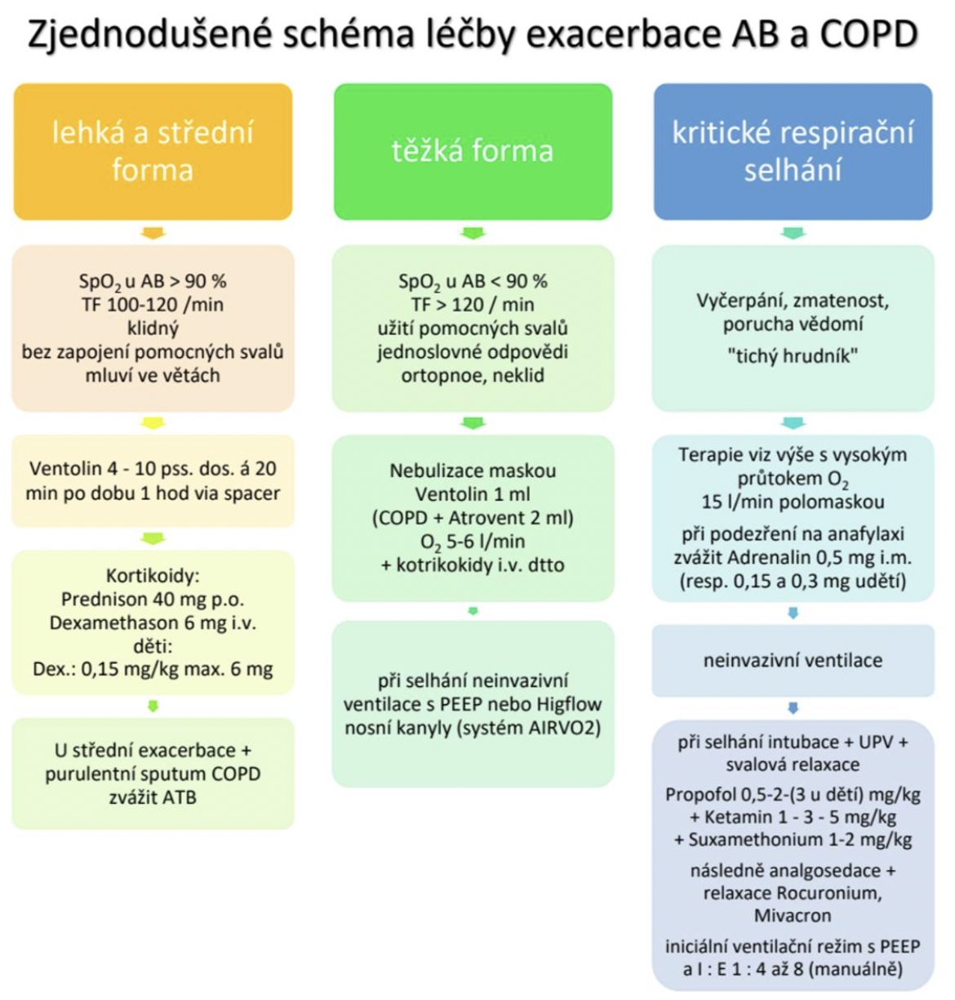 Zjednodušené schéma léčby exacerbace AB a COPD
lehká a střední
forma
SpO₂ u AB > 90 %
TF 100-120 /min
klidný
bez zapojení pomocných svalů
mluví ve větách
Ventolin 4 - 10 pss. dos. á 20
min po dobu 1 hod via spacer
Kortikoidy:
Prednison 40 mg p.o.
Dexamethason 6 mg i.v.
děti:
Dex.: 0,15 mg/kg max. 6 mg
U střední exacerbace +
purulentní sputum COPD
zvážit ATB
těžká forma
SpO₂ u AB < 90 %
TF > 120 / min
užití pomocných svalů
jednoslovné odpovědi
ortopnoe, neklid
Nebulizace maskou
Ventolin 1 ml
(COPD + Atrovent 2 ml)
O₂ 5-6 l/min
+ kotrikokidy i.v. dtto
při selhání neinvazivní
ventilace s PEEP nebo Higflow
nosní kanyly (systém AIRVO2)
kritické respirační
selhání
Vyčerpání, zmatenost,
porucha vědomí
"tichý hrudník"
Terapie viz výše s vysokým
průtokem O₂
15 l/min polomaskou
při podezření na anafylaxi
zvážit Adrenalin 0,5 mg i.m.
(resp. 0,15 a 0,3 mg udětí)
neinvazivní ventilace
při selhání intubace + UPV +
svalová relaxace
Propofol 0,5-2-(3 u dětí) mg/kg
+ Ketamin 1 - 3 - 5 mg/kg
+ Suxamethonium 1-2 mg/kg
následně analgosedace +
relaxace Rocuronium,
Mivacron
iniciální ventilační režim s PEEP
a I : E 1 : 4 až 8 (manuálně)